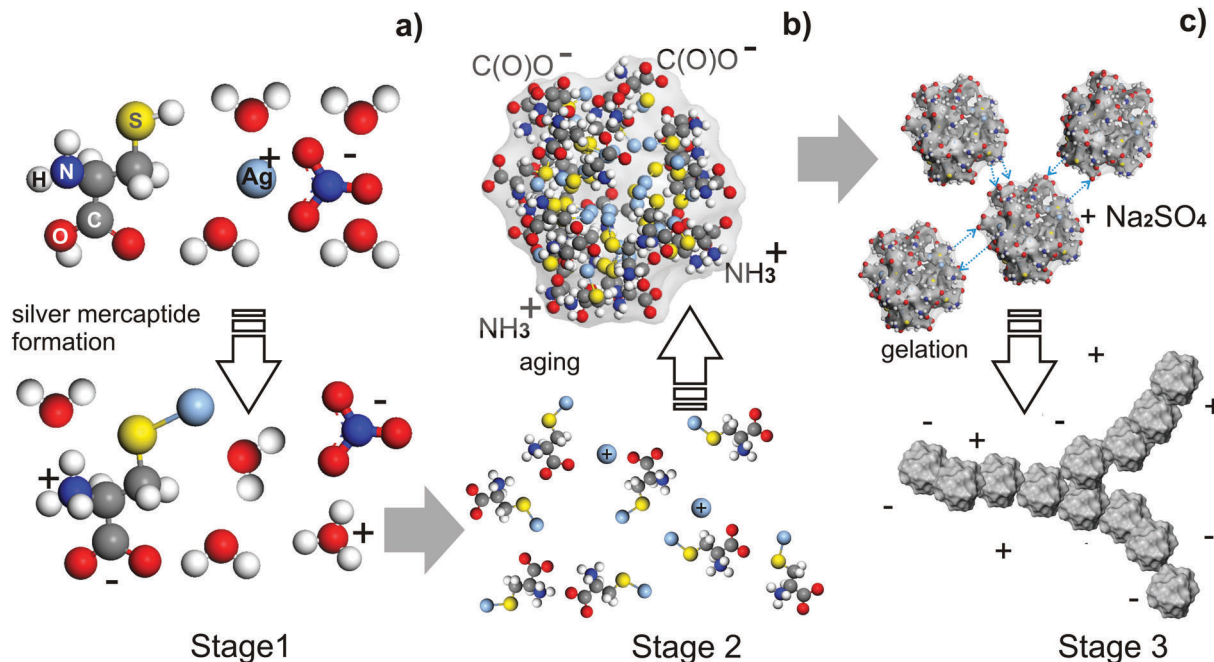 a)
S
H
N
C
O
Ag
+
-
silver mercaptide
formation
+
-
-
+
Stage1
b)
C(O)O⁻
C(O)O⁻
NH₃⁺
NH₃⁺
aging
+
+
Stage 2
c)
+ Na₂SO₄
gelation
+
+
-
+
-
-
+
-
-
Stage 3